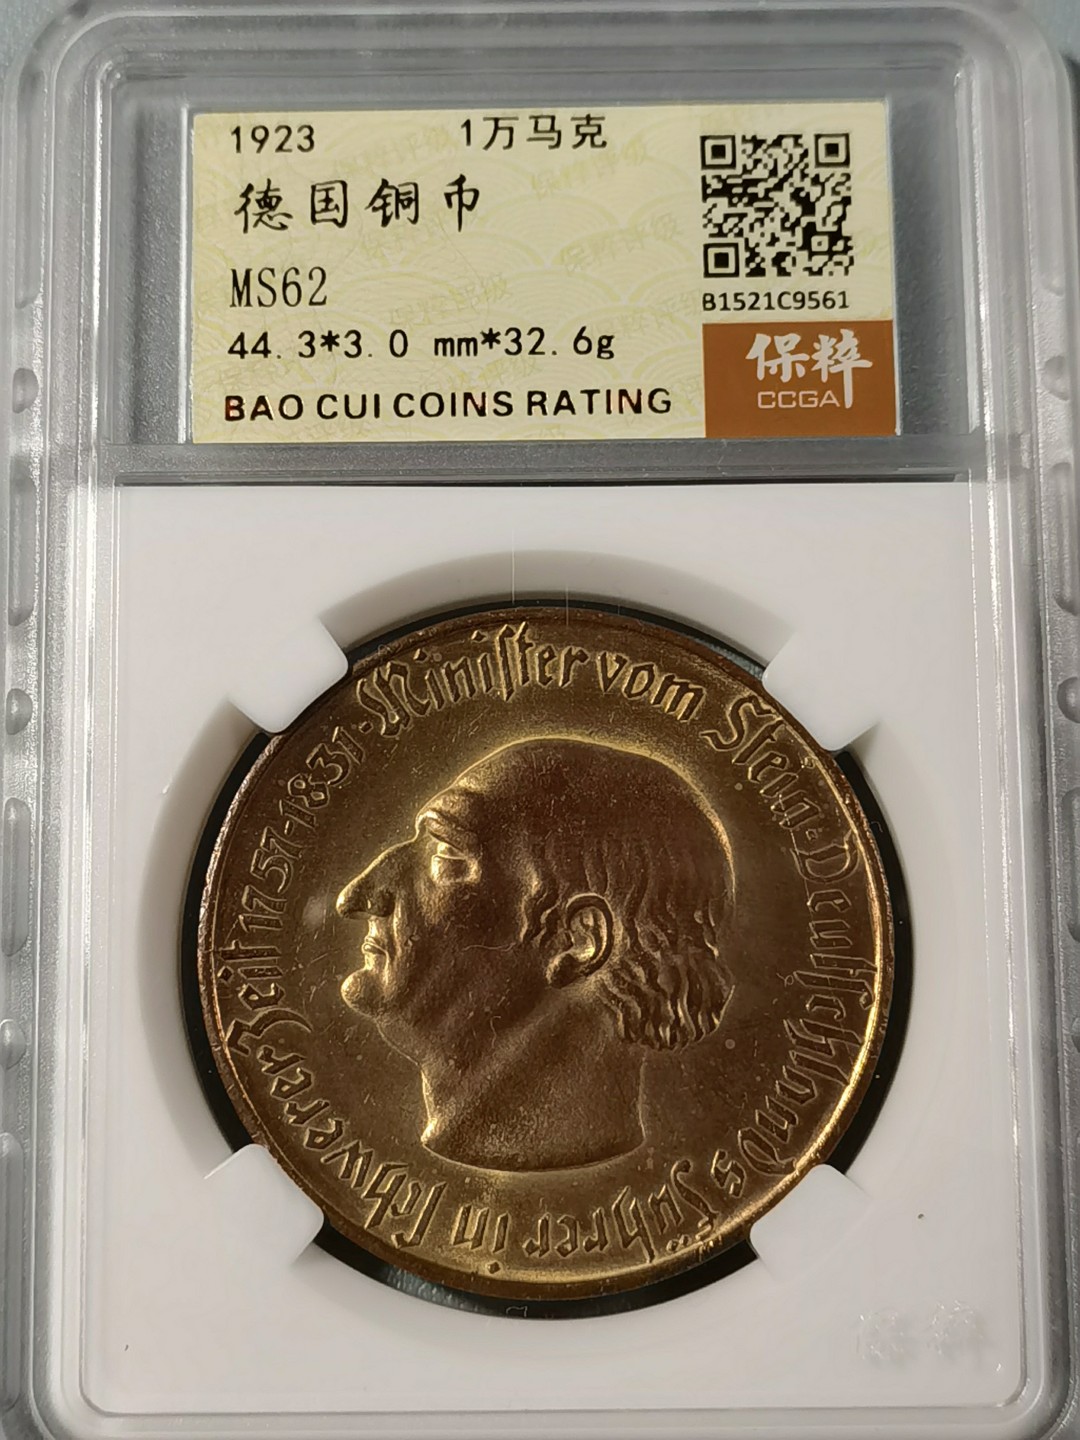 1923 1万马克
德国铜币
MS62
44.3*3.0 mm*32.6g
BAO CUI COINS RATING
B1521C9561
保粹
CCGA
Minister vom Stein·Deutschlands Führer in schwerer Zeit 1757-1831·